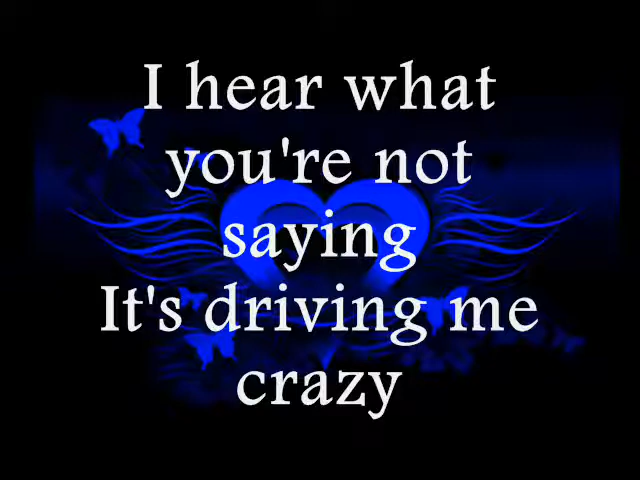 I hear what
you're not
saying
It's driving me
crazy